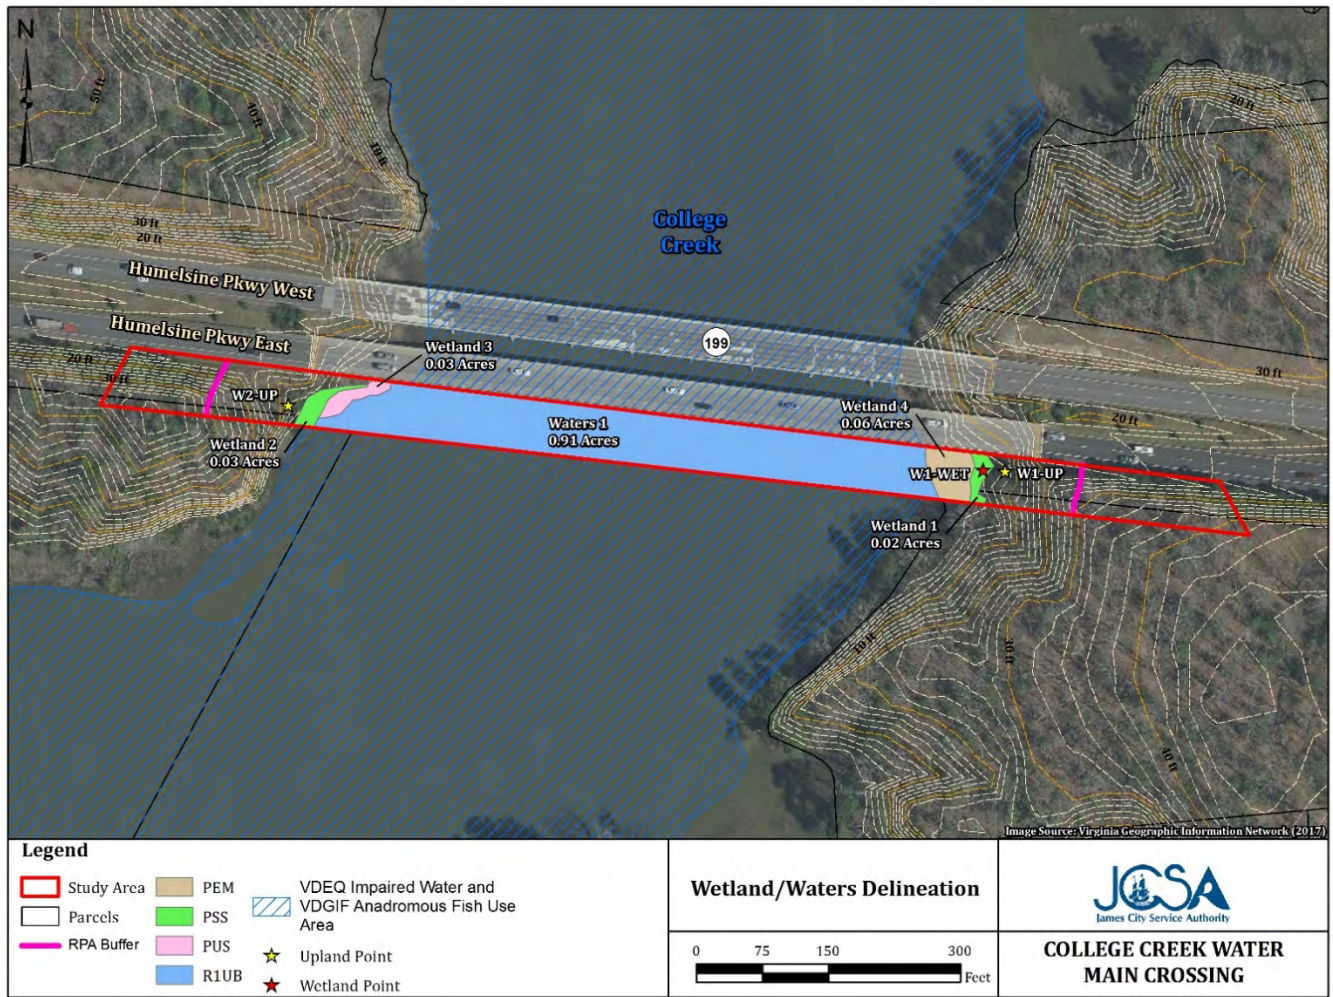 N
50 ft
40 ft
10 ft
20 ft
College
Creek
30 ft
20 ft
Humelsine Pkwy West
Humelsine Pkwy East
199
30 ft
Wetland 3
0.03 Acres
20 ft
W2-UP
Wetland 4
0.06 Acres
20 ft
Waters 1
0.91 Acres
Wetland 2
0.03 Acres
W1-WET
W1-UP
Wetland 1
0.02 Acres
10 ft
30 ft
40 ft
Image Source: Virginia Geographic Information Network (2017)
Legend
Study Area
Parcels
RPA Buffer
PEM
PSS
PUS
R1UB
VDEQ Impaired Water and
VDGIF Anadromous Fish Use
Area
Upland Point
Wetland Point
Wetland/Waters Delineation
0 75 150 300
Feet
JCSA
James City Service Authority
COLLEGE CREEK WATER
MAIN CROSSING